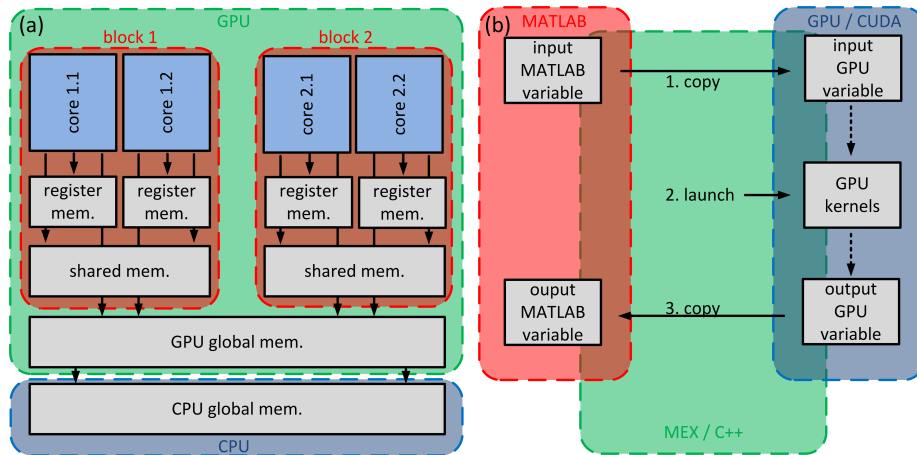 (a)
GPU
block 1
block 2
core 1.1
core 1.2
core 2.1
core 2.2
register
mem.
register
mem.
register
mem.
register
mem.
shared mem.
shared mem.
GPU global mem.
CPU global mem.
CPU
(b)
MATLAB
GPU / CUDA
input
MATLAB
variable
1. copy
input
GPU
variable
2. launch
GPU
kernels
ouput
MATLAB
variable
3. copy
output
GPU
variable
MEX / C++